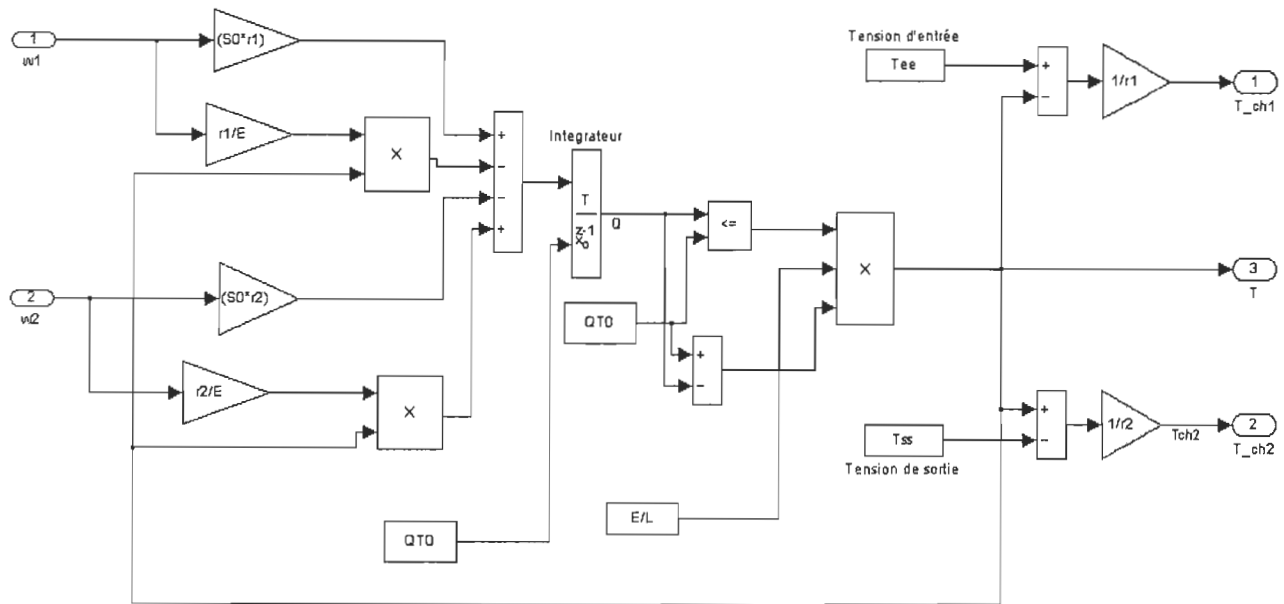 1
w1
(S0*r1)
r1/E
×
+
−
−
+
Integrateur
T
z-1
xo
Q
<=
×
Tension d'entrée
Tee
+
−
1/r1
1
T_ch1
3
T
2
w2
(S0*r2)
r2/E
×
QT0
+
−
QT0
E/L
Tss
Tension de sortie
+
−
1/r2
Tch2
2
T_ch2